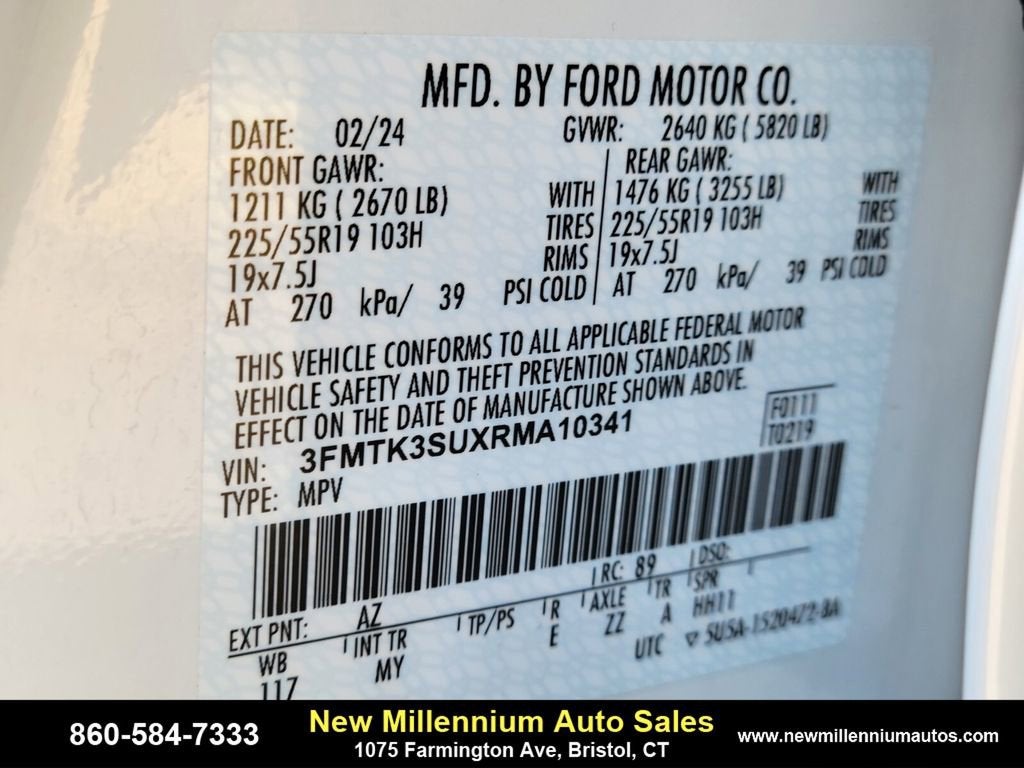 MFD. BY FORD MOTOR CO.
DATE: 02/24 GVWR: 2640 KG ( 5820 LB)
FRONT GAWR: REAR GAWR:
1211 KG ( 2670 LB) WITH 1476 KG ( 3255 LB) WITH
225/55R19 103H TIRES 225/55R19 103H TIRES
19x7.5J RIMS 19x7.5J RIMS
AT 270 kPa/ 39 PSI COLD AT 270 kPa/ 39 PSI COLD
THIS VEHICLE CONFORMS TO ALL APPLICABLE FEDERAL MOTOR
VEHICLE SAFETY AND THEFT PREVENTION STANDARDS IN
EFFECT ON THE DATE OF MANUFACTURE SHOWN ABOVE.
F0111
T0219
VIN: 3FMTK3SUXRMA10341
TYPE: MPV
EXT PNT: AZ RC: 89 DSO:
WB INT TR TP/PS R AXLE TR SPR
117 MY E ZZ A HH11
UTC ▽ 5U5A-1520472-BA
860-584-7333
New Millennium Auto Sales
1075 Farmington Ave, Bristol, CT
www.newmillenniumautos.com